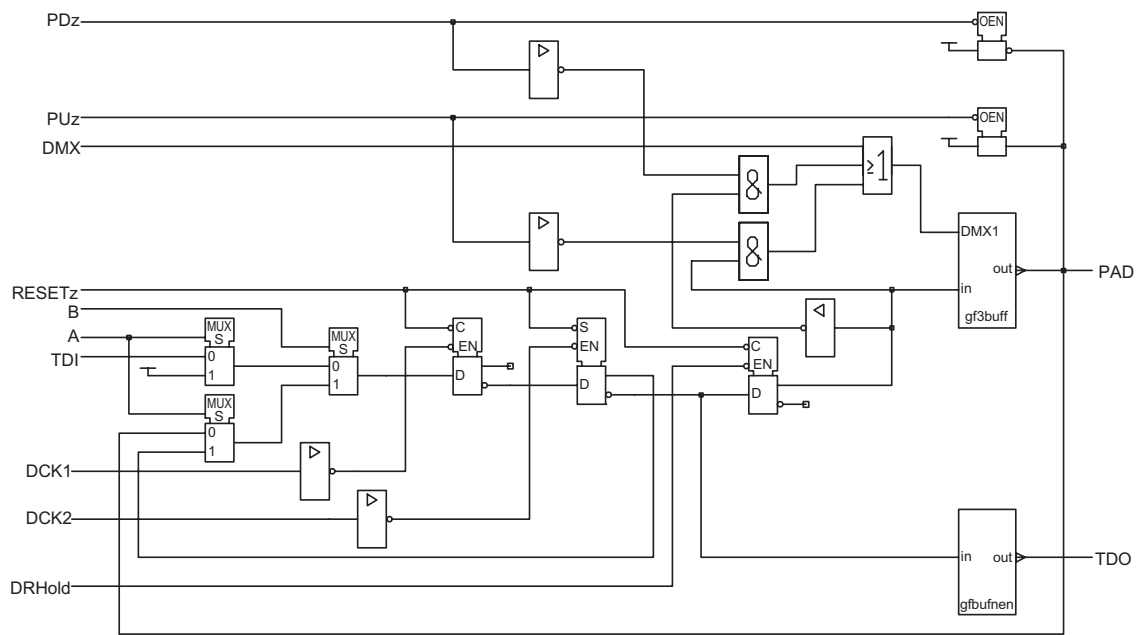 PDz
OEN
PUz
OEN
DMX
&
≥1
&
DMX1
out
PAD
in
gf3buff
RESETz
B
A
TDI
MUX
S
0
1
MUX
S
0
1
C
EN
D
S
EN
D
C
EN
D
MUX
S
0
1
DCK1
DCK2
in
out
TDO
gfbufnen
DRHold